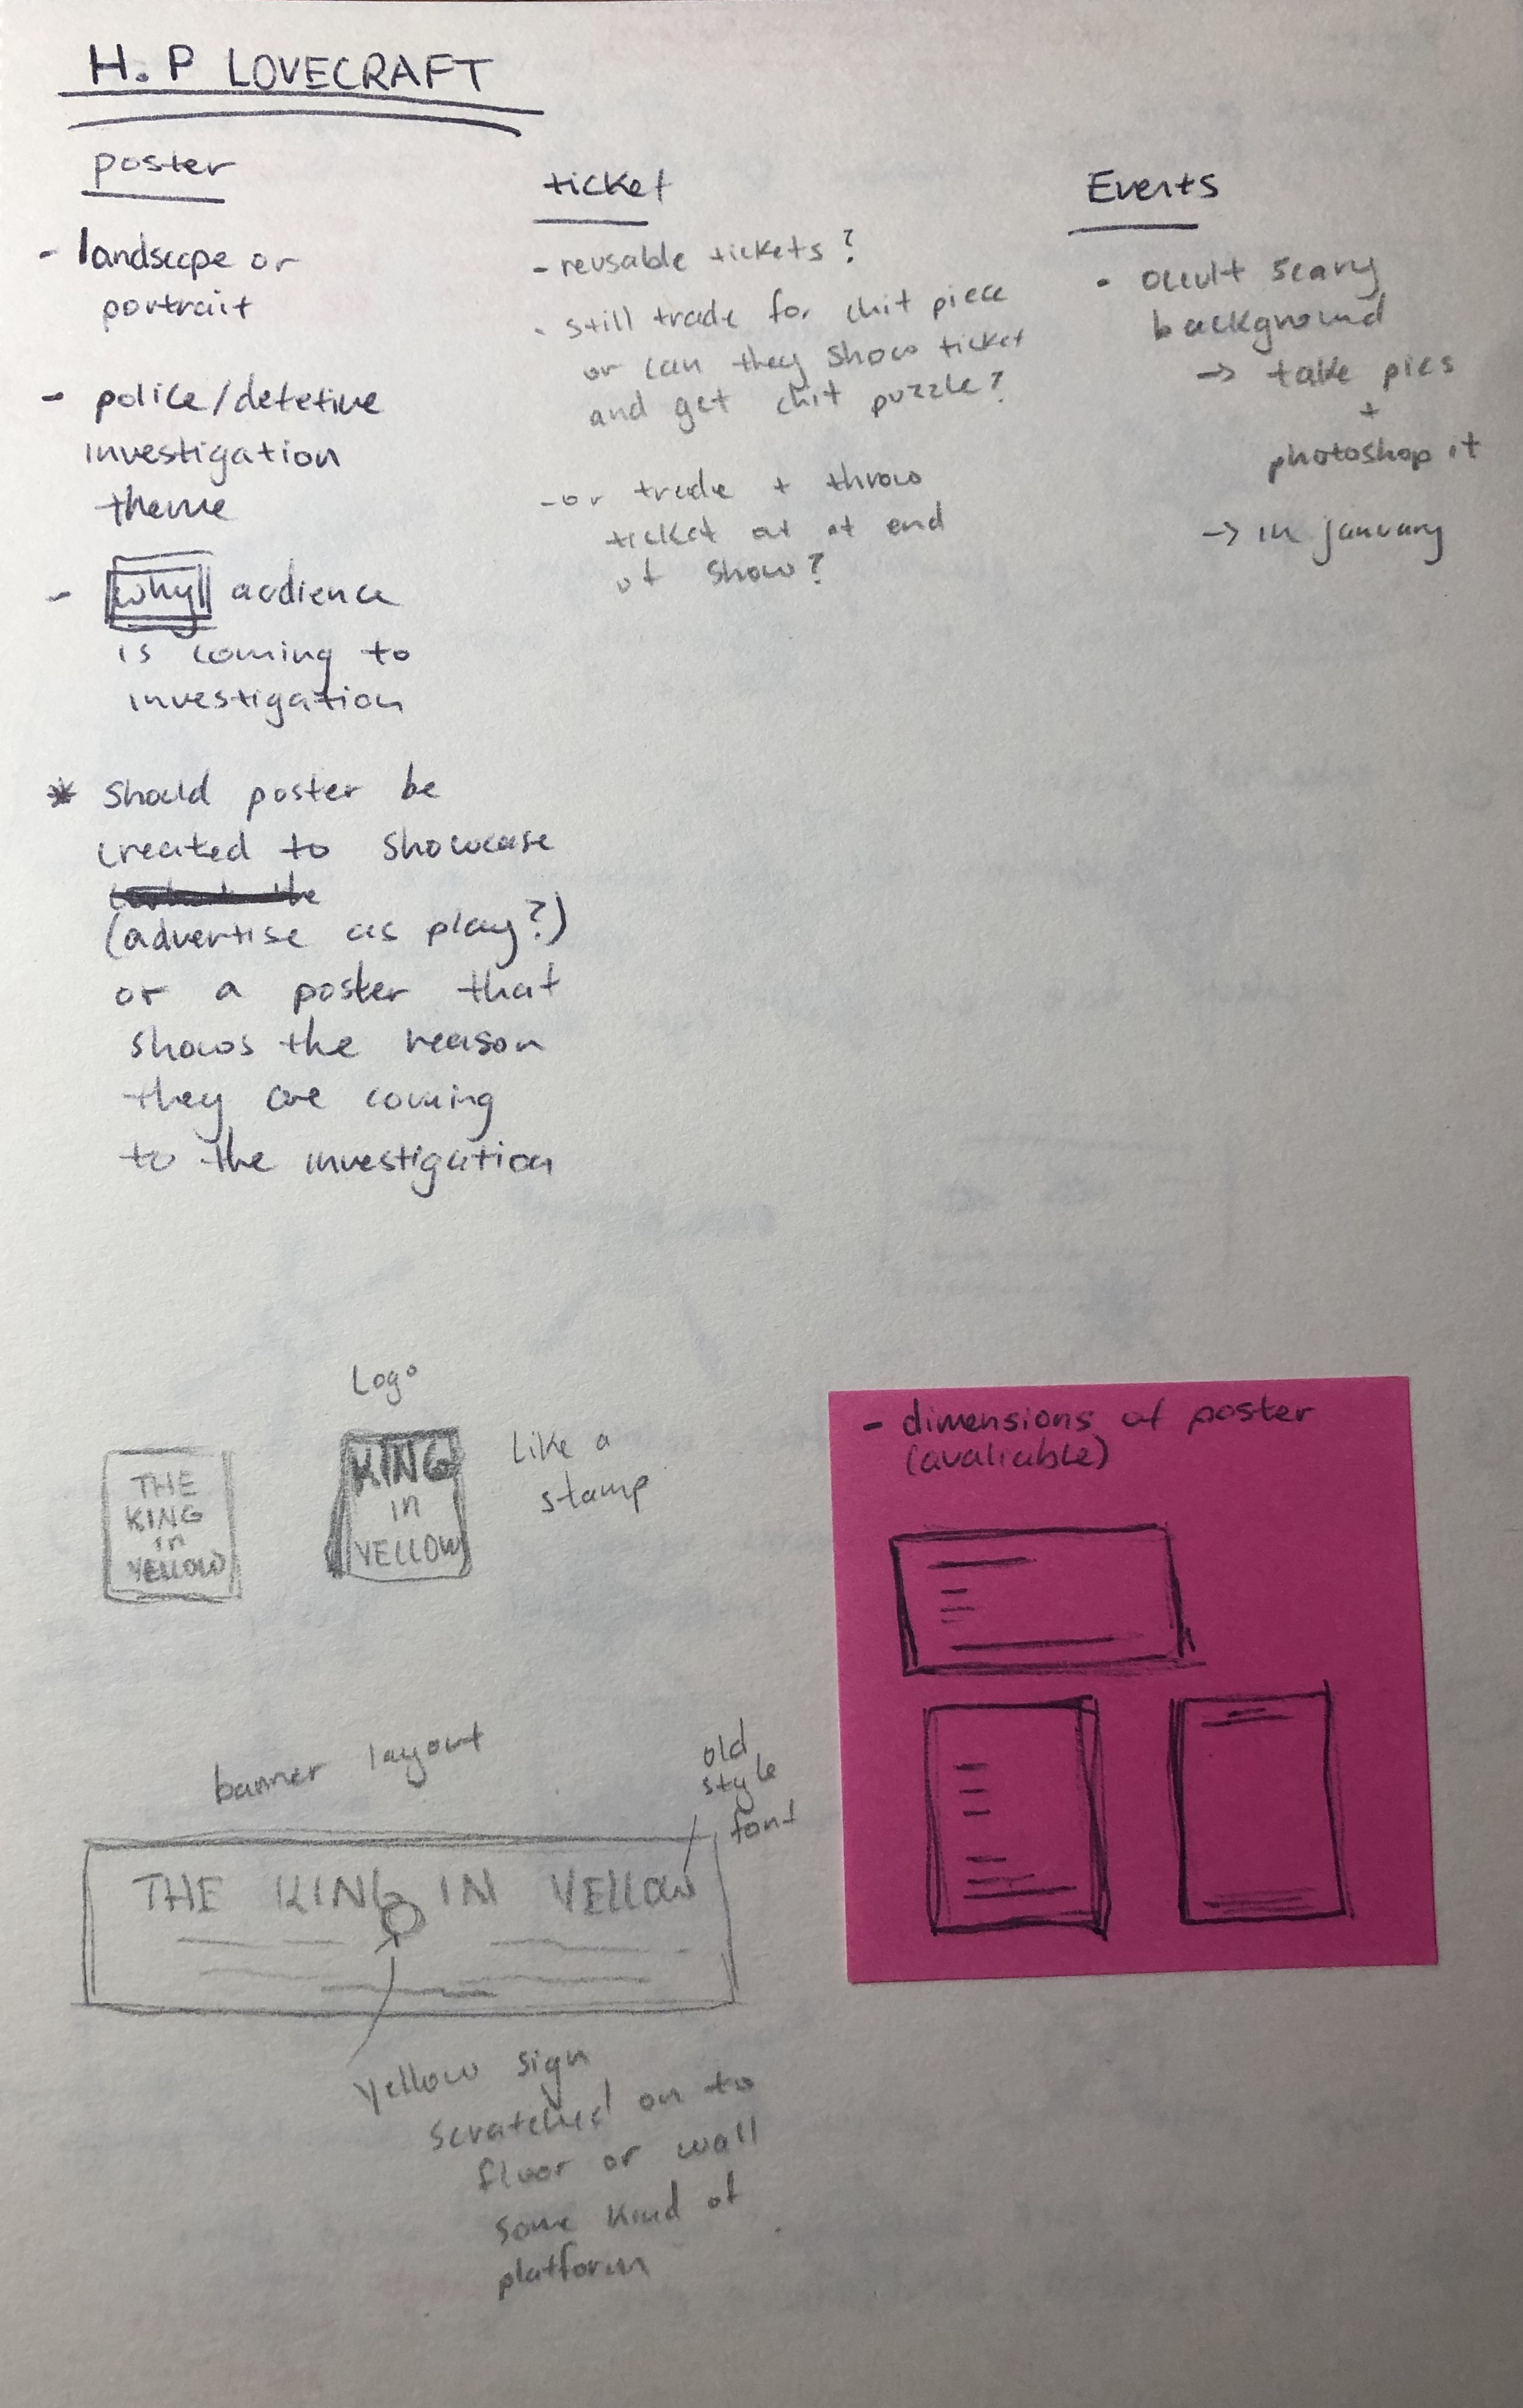 H. P LOVECRAFT
poster
- landscape or
portrait
- police/detetive
investigation
theme
- why audience
is coming to
investigation
* Should poster be
created to showcase
(advertise as play?)
or a poster that
shows the reason
they are coming
to the investigation
ticket
- reusable tickets?
- still trade for chit piece
or can they show ticket
and get chit puzzle?
- or trade + throw
ticket out at end
of show?
Events
- occult scary
background
-> take pics
+
photoshop it
-> in january
Logo
THE
KING
in
YELLOW
KING
in
YELLOW
Like a
stamp
- dimensions of poster
(avaliable)
banner layout
old
style
font
THE KING IN YELLOW
Yellow sign
scratched on to
floor or wall
some kind of
platform